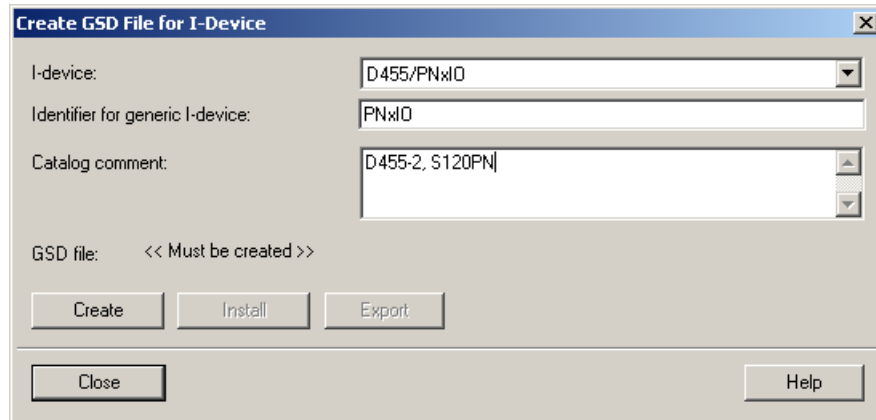 Create GSD File for I-Device
I-device: D455/PNxIO
Identifier for generic I-device: PNxIO
Catalog comment: D455-2, S120PN
GSD file: << Must be created >>
Create Install Export
Close Help